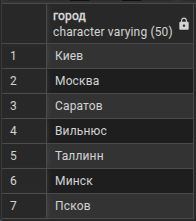 город
character varying (50)
1 Киев
2 Москва
3 Саратов
4 Вильнюс
5 Таллинн
6 Минск
7 Псков